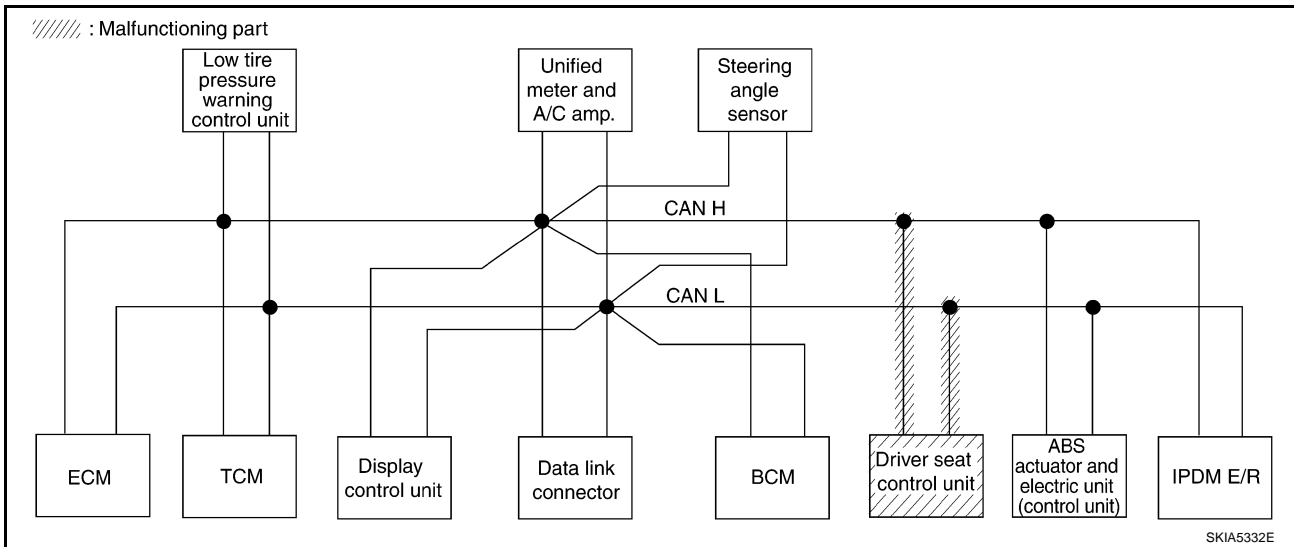 : Malfunctioning part
Low tire
pressure
warning
control unit
Unified
meter and
A/C amp.
Steering
angle
sensor
CAN H
CAN L
ECM
TCM
Display
control unit
Data link
connector
BCM
Driver seat
control unit
ABS
actuator and
electric unit
(control unit)
IPDM E/R
SKIA5332E